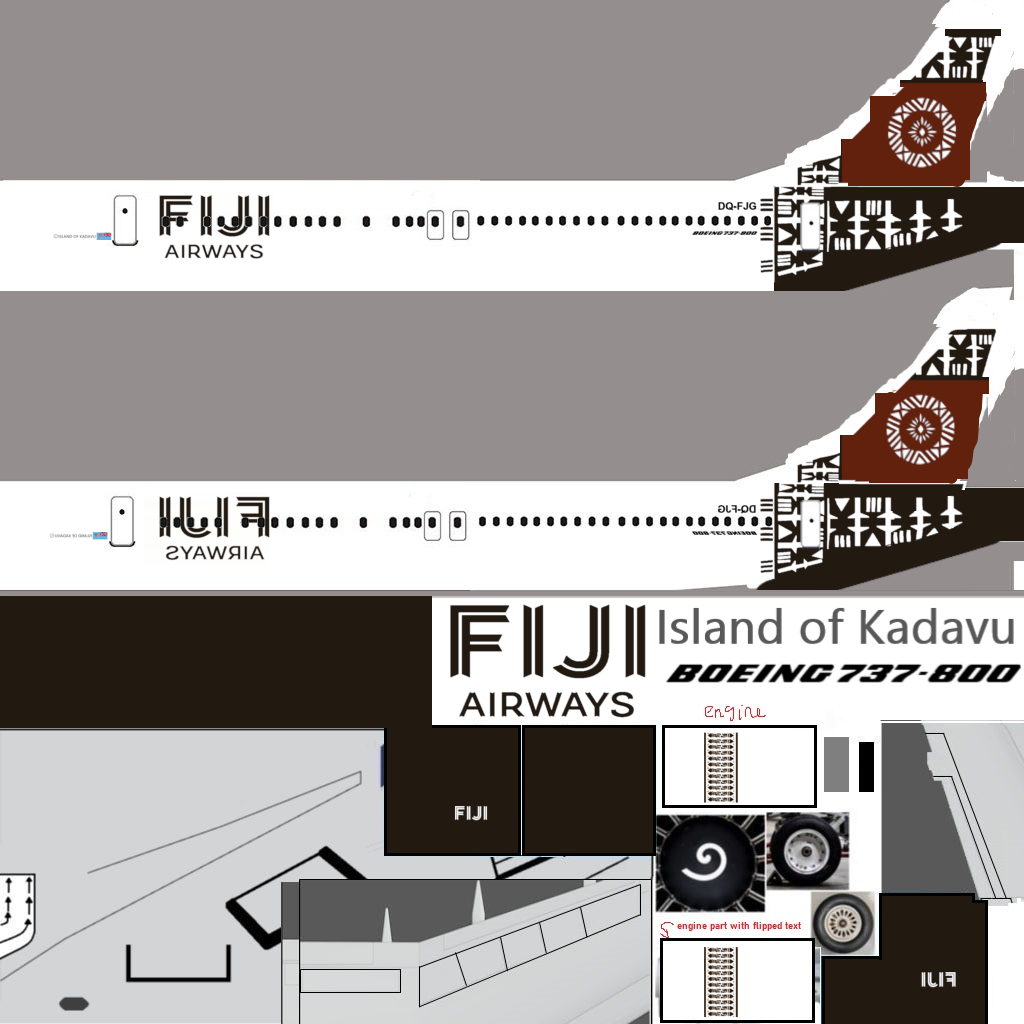 FIJI
AIRWAYS
DQ-FJG
BOEING 737-800
ISLAND OF KADAVU
FIJI
AIRWAYS
DQ-FJG
BOEING 737-800
FIJI
AIRWAYS
Island of Kadavu
BOEING 737-800
engine
FIJI
engine part with flipped text
FIJI